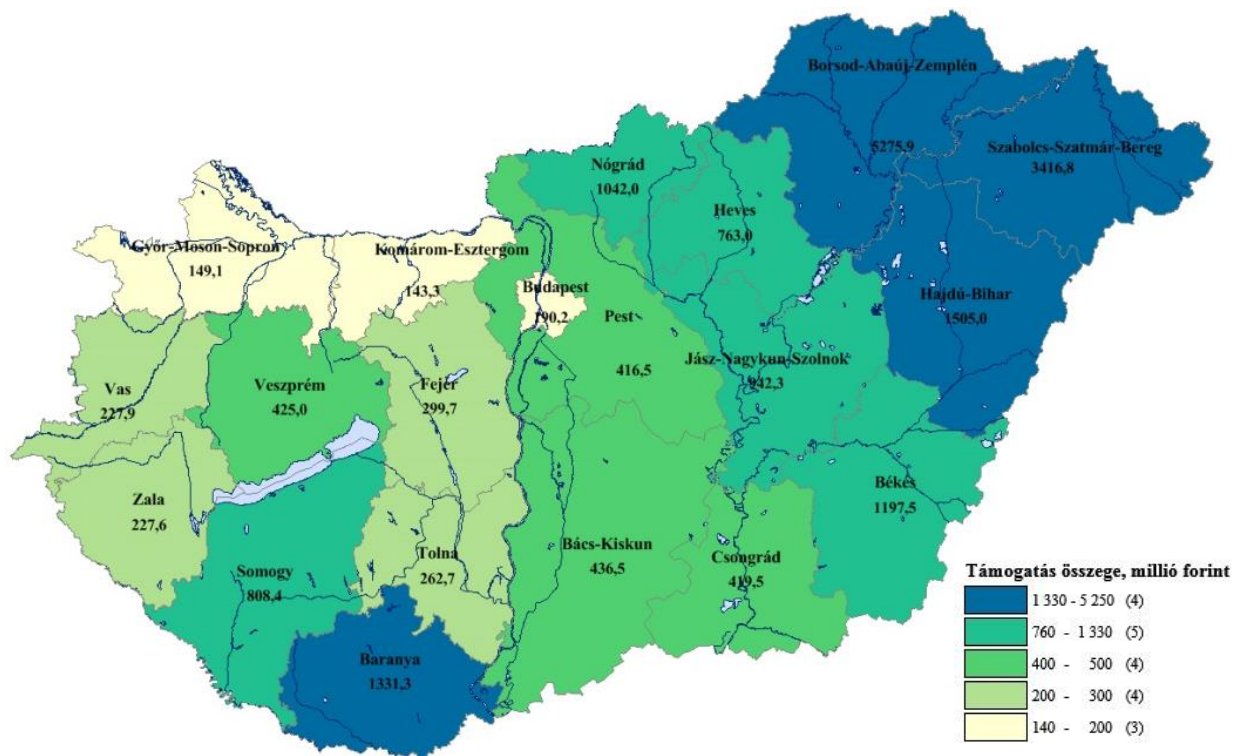 Borsod-Abaúj-Zemplén
5275,9
Szabolcs-Szatmár-Bereg
3416,8
Nógrád
1042,0
Heves
763,0
Győr-Moson-Sopron
149,1
Komárom-Esztergom
143,3
Budapest
190,2
Hajdú-Bihar
1505,0
Pest
416,5
Jász-Nagykun-Szolnok
942,3
Vas
227,9
Veszprém
425,0
Fejér
299,7
Zala
227,6
Békés
1197,5
Somogy
808,4
Tolna
262,7
Bács-Kiskun
436,5
Csongrád
419,5
Baranya
1331,3
Támogatás összege, millió forint
1 330 - 5 250 (4)
760 - 1 330 (5)
400 - 500 (4)
200 - 300 (4)
140 - 200 (3)